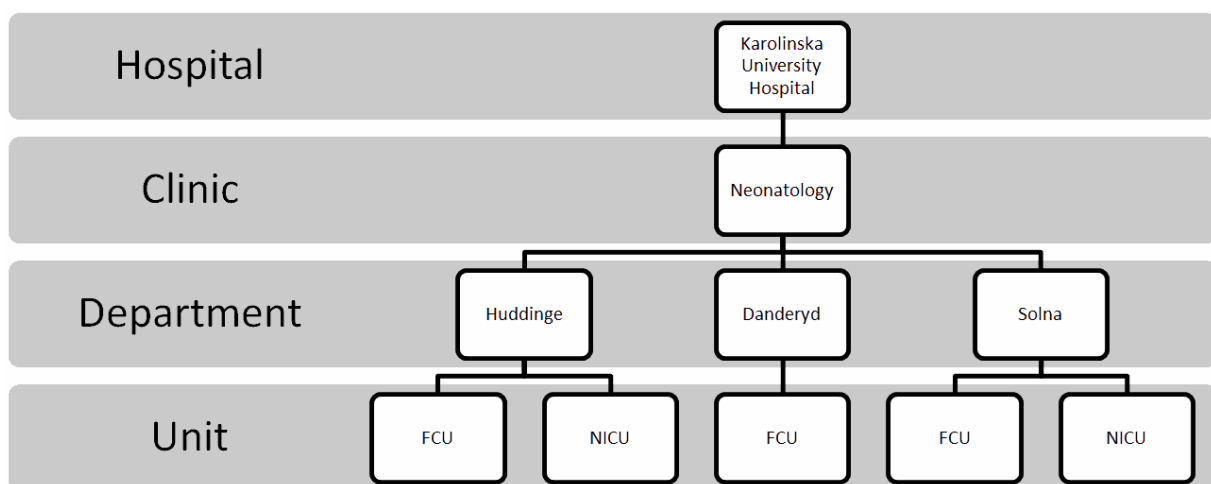 Hospital
Karolinska
University
Hospital
Clinic
Neonatology
Department
Huddinge
Danderyd
Solna
Unit
FCU
NICU
FCU
FCU
NICU